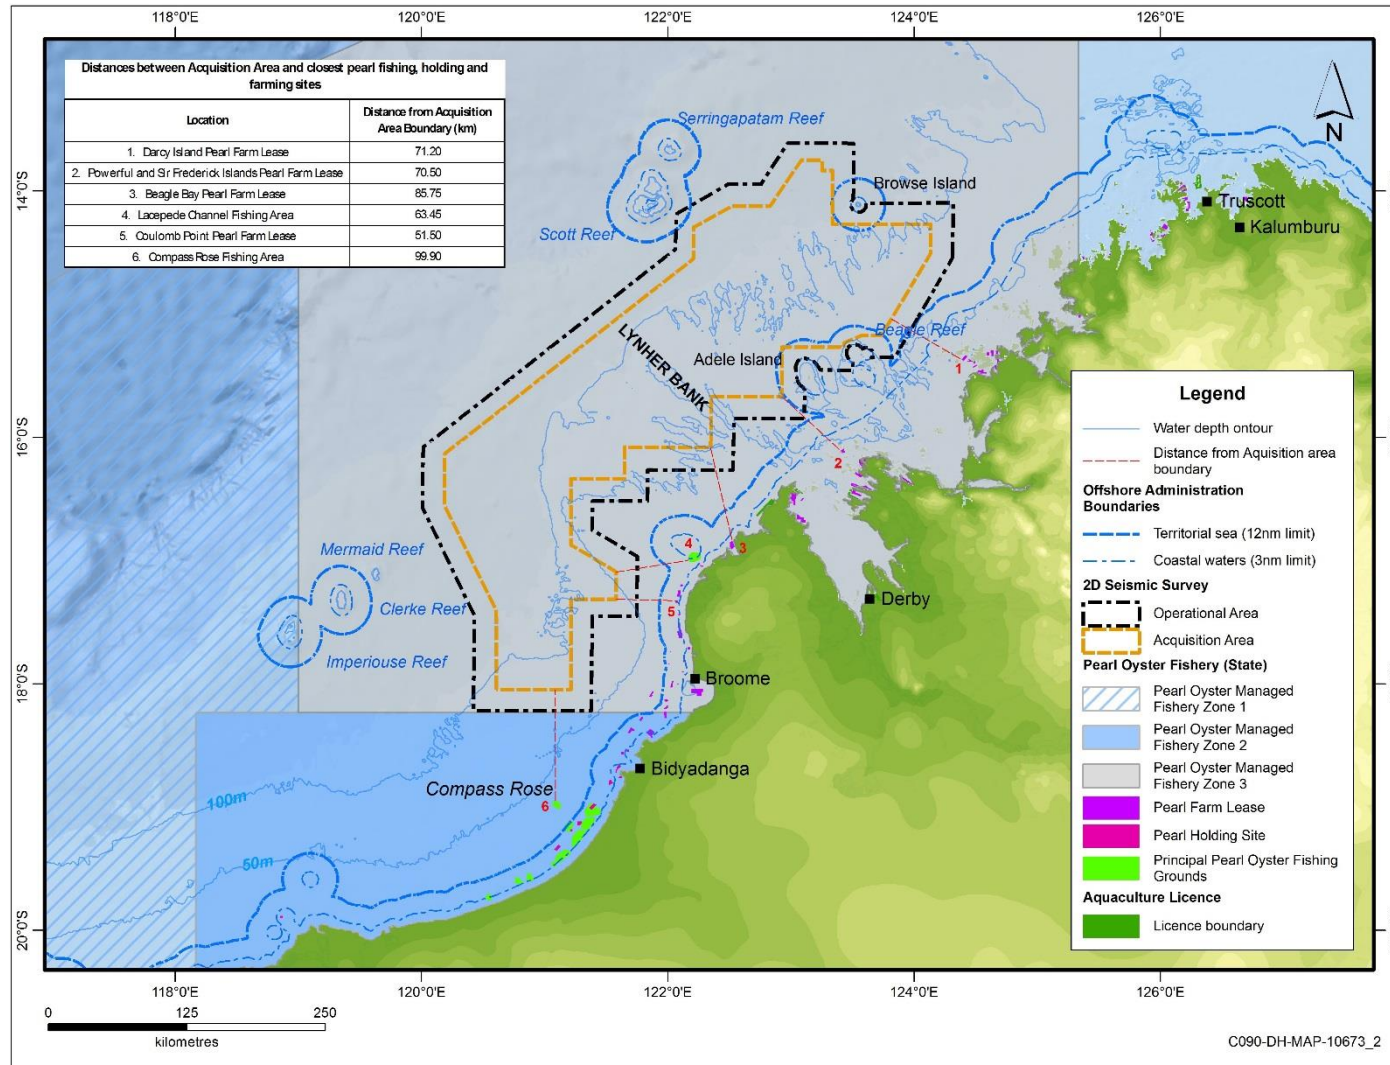 118°0'E 120°0'E 122°0'E 124°0'E 126°0'E
Distances between Acquisition Area and closest pearl fishing, holding and
farming sites
Location
Distance from Acquisition
Area Boundary (km)
1. Darcy Island Pearl Farm Lease 71.20
2. Powerful and Sir Frederick Islands Pearl Farm Lease 70.50
3. Beagle Bay Pearl Farm Lease 85.75
4. Lacepede Channel Fishing Area 63.45
5. Coulomb Point Pearl Farm Lease 51.50
6. Compass Rose Fishing Area 99.90
Serringapatam Reef
N
Browse Island
14°0'S
Truscott
Kalumburu
Scott Reef
LYNHER BANK
Beagle Reef
Adele Island
1
16°0'S
2
4
3
Mermaid Reef
Clerke Reef
Imperiouse Reef
5
Derby
18°0'S
Broome
Bidyadanga
Compass Rose
6
100m
50m
20°0'S
Legend
Water depth ontour
Distance from Aquisition area
boundary
Offshore Administration
Boundaries
Territorial sea (12nm limit)
Coastal waters (3nm limit)
2D Seismic Survey
Operational Area
Acquisition Area
Pearl Oyster Fishery (State)
Pearl Oyster Managed
Fishery Zone 1
Pearl Oyster Managed
Fishery Zone 2
Pearl Oyster Managed
Fishery Zone 3
Pearl Farm Lease
Pearl Holding Site
Principal Pearl Oyster Fishing
Grounds
Aquaculture Licence
Licence boundary
118°0'E 120°0'E 122°0'E 124°0'E 126°0'E
0 125 250
kilometres
C090-DH-MAP-10673_2